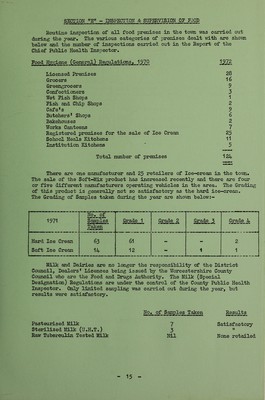 SECTION "E" - INSPECTION & SUPERVISION OF FOOD
Routine inspection of all food premises in the town was carried out
during the year. The various categories of premises dealt with are shown
below and the number of inspections carried out in the Report of the
Chief Public Health Inspector.
Food Hygiene (General) Regulations, 1970 1972
Licensed Premises 28
Grocers 16
Greengrocers 9
Confectioners 3
Wet Fish Shops 1
Fish and Chip Shops 2
Cafe's 9
Butchers' Shops 6
Bakehouses 2
Works Canteens 7
Registered premises for the sale of Ice Cream 25
School Meals Kitchens 11
Institution Kitchens 5
Total number of premises 124
There are one manufacturer and 25 retailers of Ice-cream in the town.
The sale of the Soft-Mix product has increased recently and there are four
or five different manufacturers operating vehicles in the area. The Grading
of this product is generally not so satisfactory as the hard ice-cream.
The Grading of Samples taken during the year are shown below:-
1971 No. of Samples Taken Grade 1 Grade 2 Grade 3 Grade 4
Hard Ice Cream 63 61 - - 2
Soft Ice Cream 14 12 - 1 1
Milk and Dairies are no longer the responsibility of the District
Council, Dealers' Licences being issued by the Worcestershire County
Council who are the Food and Drugs Authority. The Milk (Special
Designation) Regulations are under the control of the County Public Health
Inspector. Only limited sampling was carried out during the year, but
results were satisfactory.
No. of Samples Taken Results
Pasteurised Milk 7 Satisfactory
Sterilised Milk (U.H.T.) 3 "
Raw Tuberculin Tested Milk Nil None retailed
- 15 -